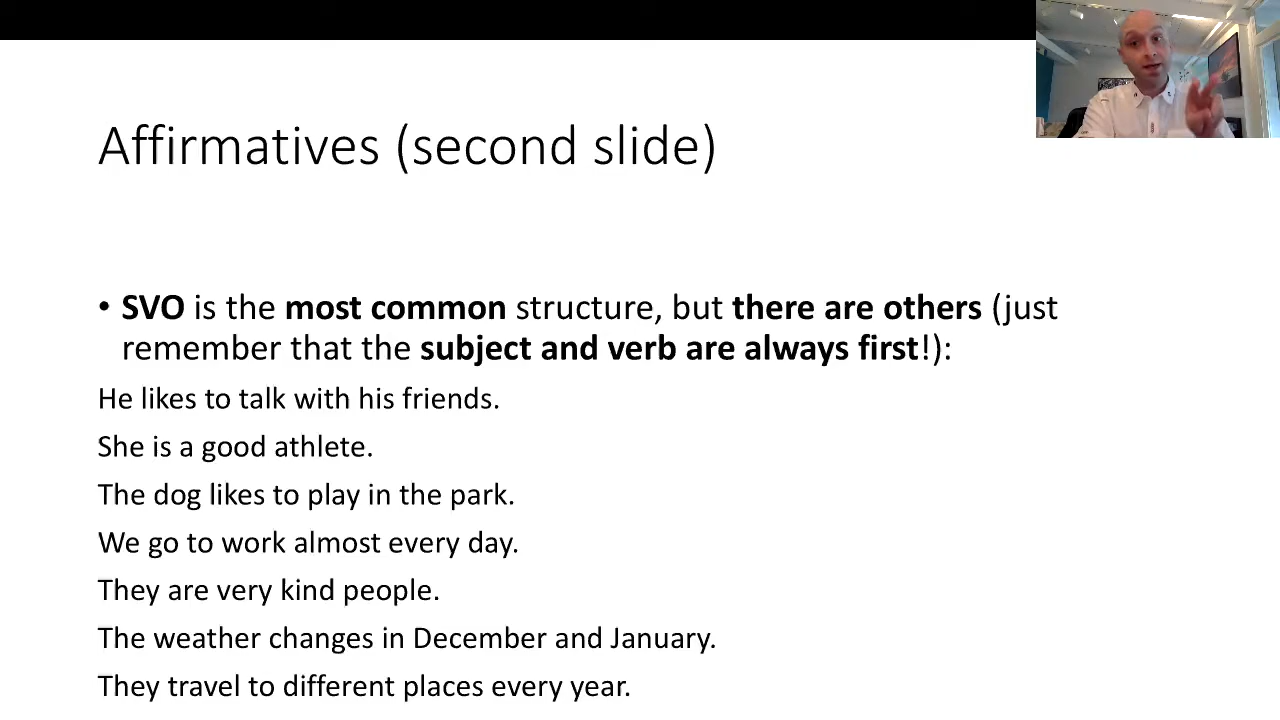 Affirmatives (second slide)
• SVO is the most common structure, but there are others (just
remember that the subject and verb are always first!):
He likes to talk with his friends.
She is a good athlete.
The dog likes to play in the park.
We go to work almost every day.
They are very kind people.
The weather changes in December and January.
They travel to different places every year.